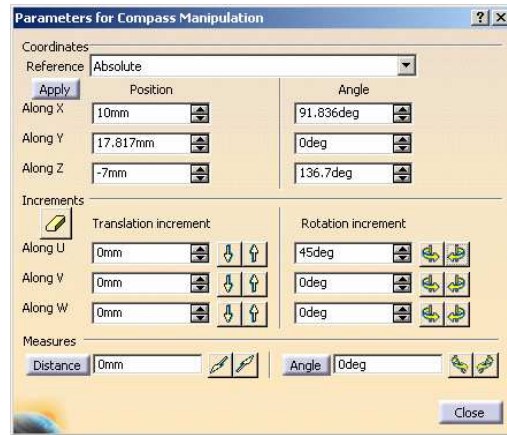 Parameters for Compass Manipulation
Coordinates
Reference Absolute
Apply Position Angle
Along X 10mm 91.836deg
Along Y 17.817mm 0deg
Along Z -7mm 136.7deg
Increments
Translation increment Rotation increment
Along U 0mm 45deg
Along V 0mm 0deg
Along W 0mm 0deg
Measures
Distance 0mm Angle 0deg
Close